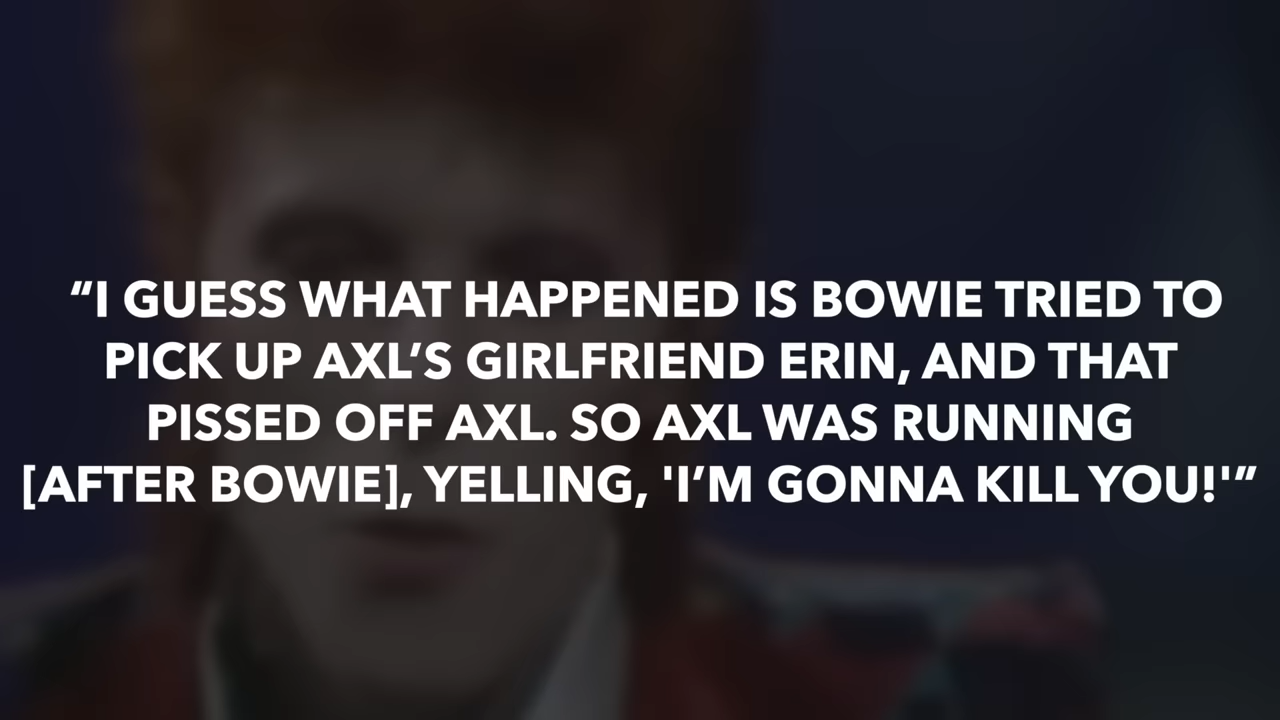 “I GUESS WHAT HAPPENED IS BOWIE TRIED TO
PICK UP AXL’S GIRLFRIEND ERIN, AND THAT
PISSED OFF AXL. SO AXL WAS RUNNING
[AFTER BOWIE], YELLING, 'I’M GONNA KILL YOU!'”